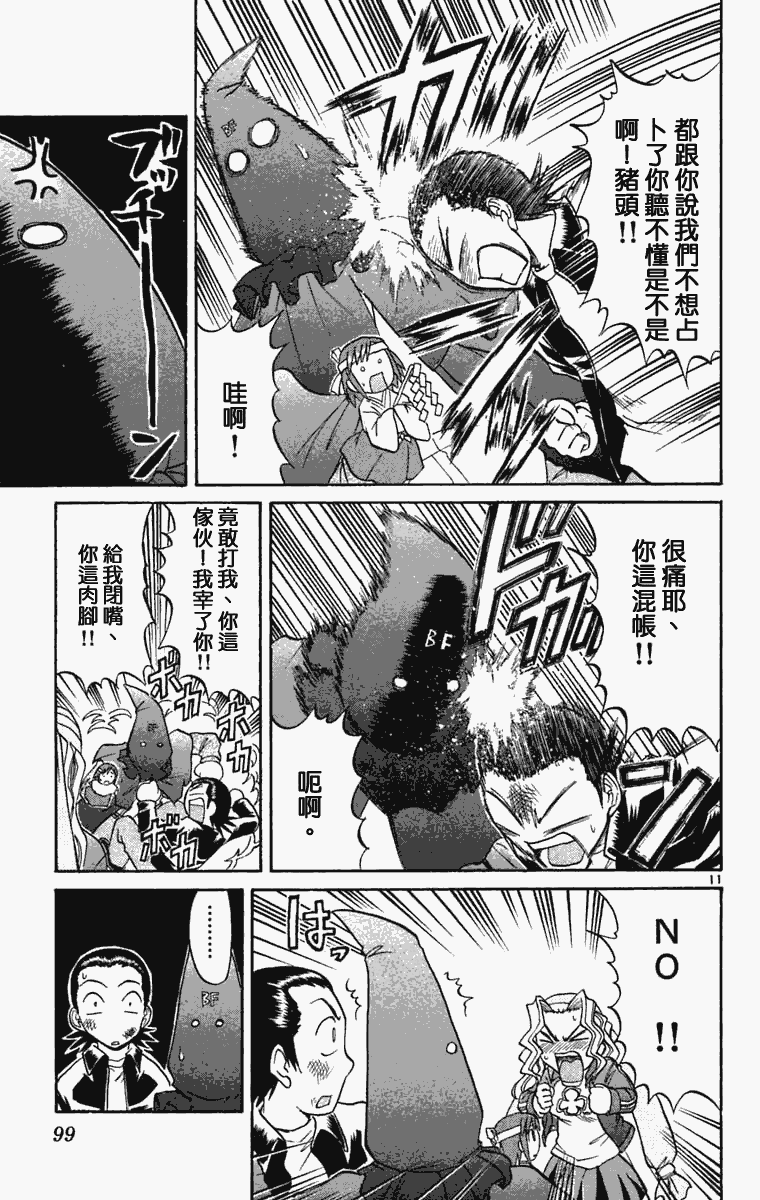 ガッ
都跟你說我們不想占
卜了你聽不懂是不是
啊！豬頭!!
BF
哇啊！
ブッチーン
很痛耶、
你這混帳!!
ドカッ
BF
呃啊。
竟敢打我、你這
傢伙！我宰了你!!
給我閉嘴、
你這肉腳!!
ボカ
ボカ
ボカ
11
NO !!
はっ
………
BF
99